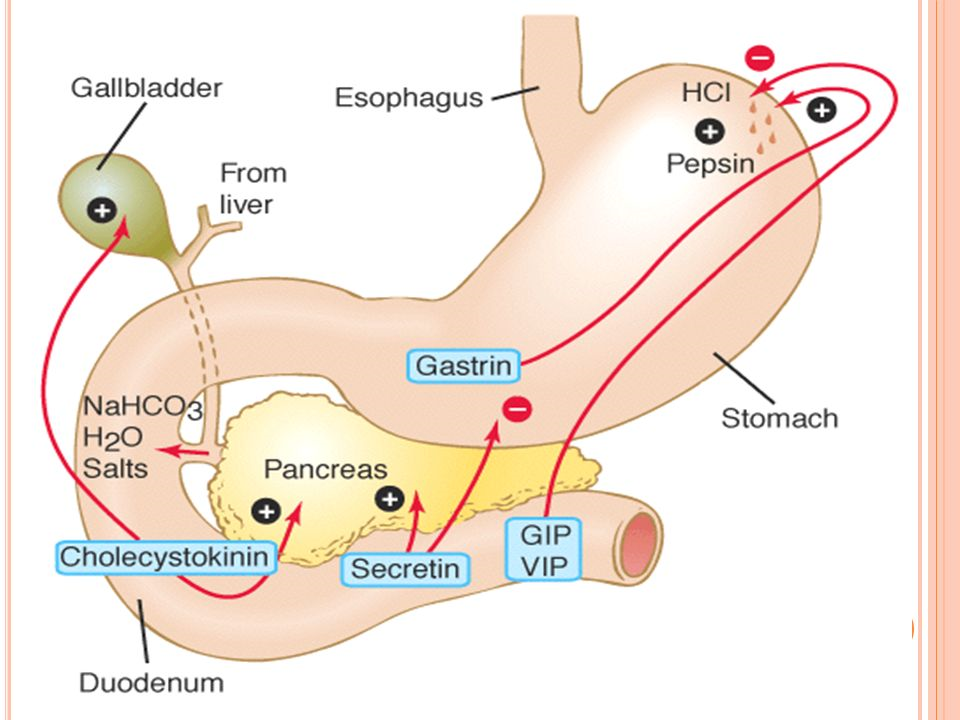 Gallbladder
Esophagus
HCl
From
liver
Pepsin
Gastrin
Stomach
NaHCO3
H2O
Salts
Pancreas
Cholecystokinin
Secretin
GIP
VIP
Duodenum